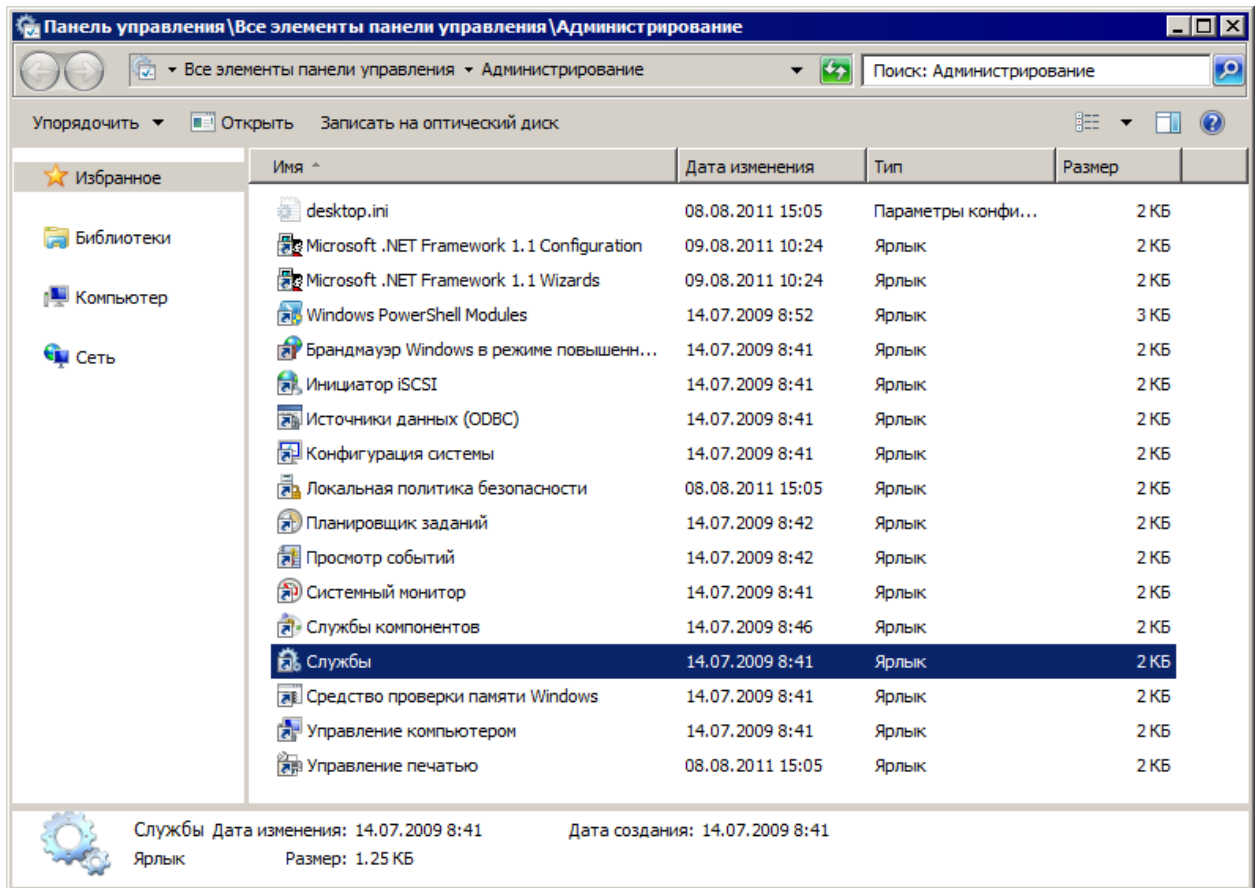 Панель управления\Все элементы панели управления\Администрирование
Все элементы панели управления Администрирование Поиск: Администрирование
Упорядочить Открыть Записать на оптический диск
Имя Дата изменения Тип Размер
Избранное
Библиотеки
Компьютер
Сеть
desktop.ini 08.08.2011 15:05 Параметры конфи... 2 КБ
Microsoft .NET Framework 1.1 Configuration 09.08.2011 10:24 Ярлык 2 КБ
Microsoft .NET Framework 1.1 Wizards 09.08.2011 10:24 Ярлык 2 КБ
Windows PowerShell Modules 14.07.2009 8:52 Ярлык 3 КБ
Брандмауэр Windows в режиме повышенн... 14.07.2009 8:41 Ярлык 2 КБ
Инициатор iSCSI 14.07.2009 8:41 Ярлык 2 КБ
Источники данных (ODBC) 14.07.2009 8:41 Ярлык 2 КБ
Конфигурация системы 14.07.2009 8:41 Ярлык 2 КБ
Локальная политика безопасности 08.08.2011 15:05 Ярлык 2 КБ
Планировщик заданий 14.07.2009 8:42 Ярлык 2 КБ
Просмотр событий 14.07.2009 8:42 Ярлык 2 КБ
Системный монитор 14.07.2009 8:41 Ярлык 2 КБ
Службы компонентов 14.07.2009 8:46 Ярлык 2 КБ
Службы 14.07.2009 8:41 Ярлык 2 КБ
Средство проверки памяти Windows 14.07.2009 8:41 Ярлык 2 КБ
Управление компьютером 14.07.2009 8:41 Ярлык 2 КБ
Управление печатью 08.08.2011 15:05 Ярлык 2 КБ
Службы Дата изменения: 14.07.2009 8:41 Дата создания: 14.07.2009 8:41
Ярлык Размер: 1.25 КБ